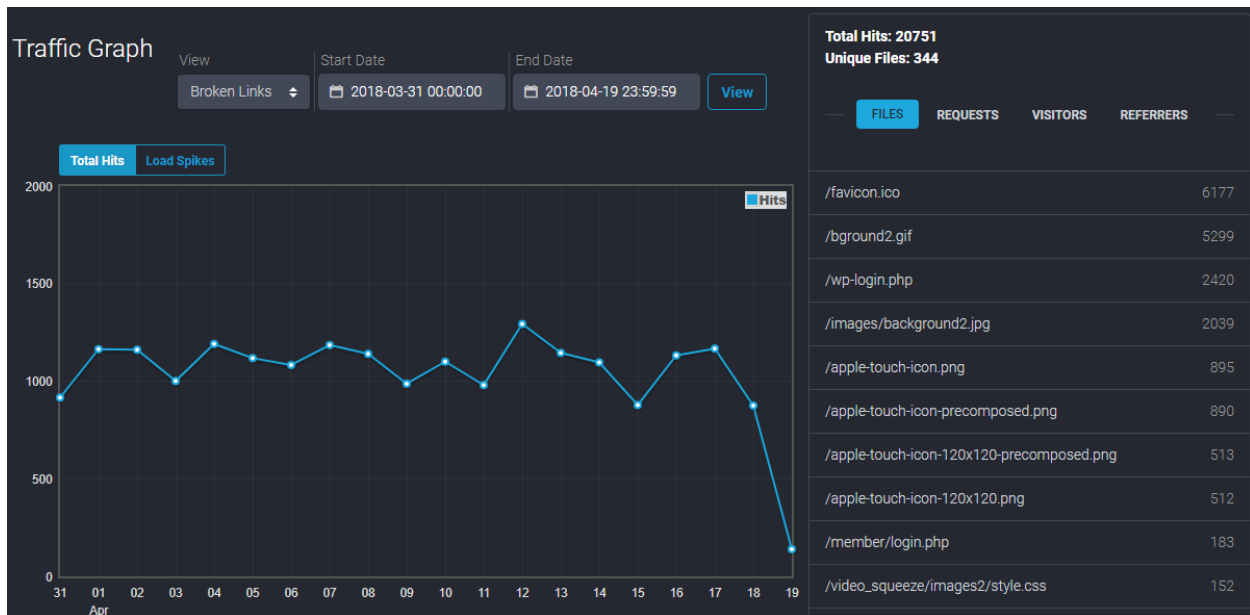 Traffic Graph
View
Start Date
End Date
Broken Links
2018-03-31 00:00:00
2018-04-19 23:59:59
View
Total Hits
Load Spikes
Hits
2000
1500
1000
500
0
31 01 02 03 04 05 06 07 08 09 10 11 12 13 14 15 16 17 18 19
Apr
Total Hits: 20751
Unique Files: 344
FILES REQUESTS VISITORS REFERRERS
/favicon.ico 6177
/bground2.gif 5299
/wp-login.php 2420
/images/background2.jpg 2039
/apple-touch-icon.png 895
/apple-touch-icon-precomposed.png 890
/apple-touch-icon-120x120-precomposed.png 513
/apple-touch-icon-120x120.png 512
/member/login.php 183
/video_squeeze/images2/style.css 152